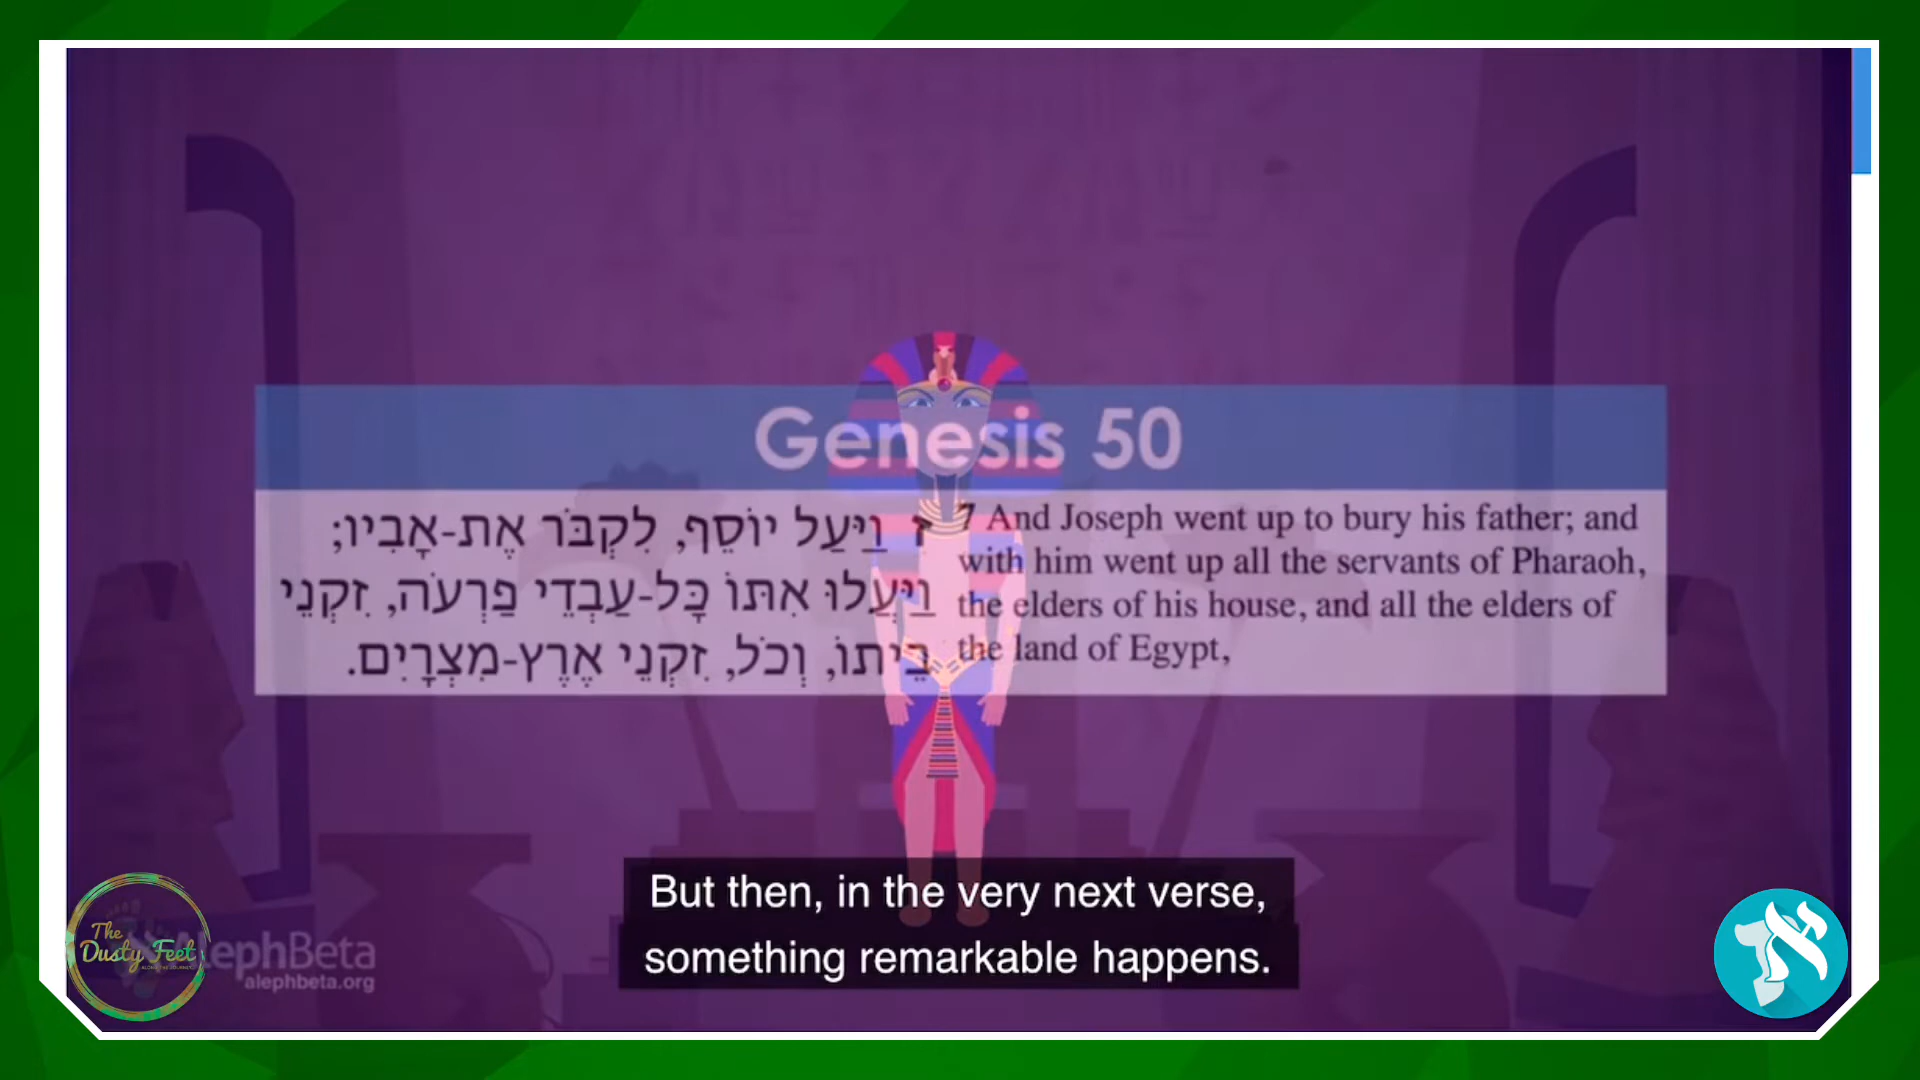 Genesis 50
ז וַיַּעַל יוֹסֵף, לִקְבֹּר אֶת-אָבִיו;
וַיַּעֲלוּ אִתּוֹ כָּל-עַבְדֵי פַרְעֹה, זִקְנֵי
בֵיתוֹ, וְכֹל, זִקְנֵי אֶרֶץ-מִצְרָיִם.
7 And Joseph went up to bury his father; and
with him went up all the servants of Pharaoh,
the elders of his house, and all the elders of
the land of Egypt,
But then, in the very next verse,
something remarkable happens.
The
Dusty Feet
lephBeta
alephbeta.org